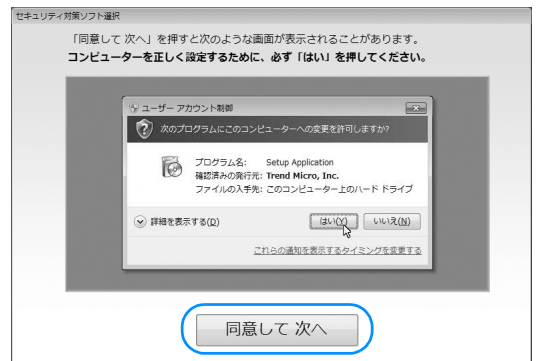 セキュリティ対策ソフト選択
「同意して 次へ」を押すと次のような画面が表示されることがあります。
コンピューターを正しく設定するために、必ず「はい」を押してください。
ユーザー アカウント制御
次のプログラムにこのコンピューターへの変更を許可しますか?
プログラム名: Setup Application
確認済みの発行元: Trend Micro, Inc.
ファイルの入手先: このコンピューター上のハード ドライブ
詳細を表示する(D) はい(Y) いいえ(N)
これらの通知を表示するタイミングを変更する
同意して 次へ